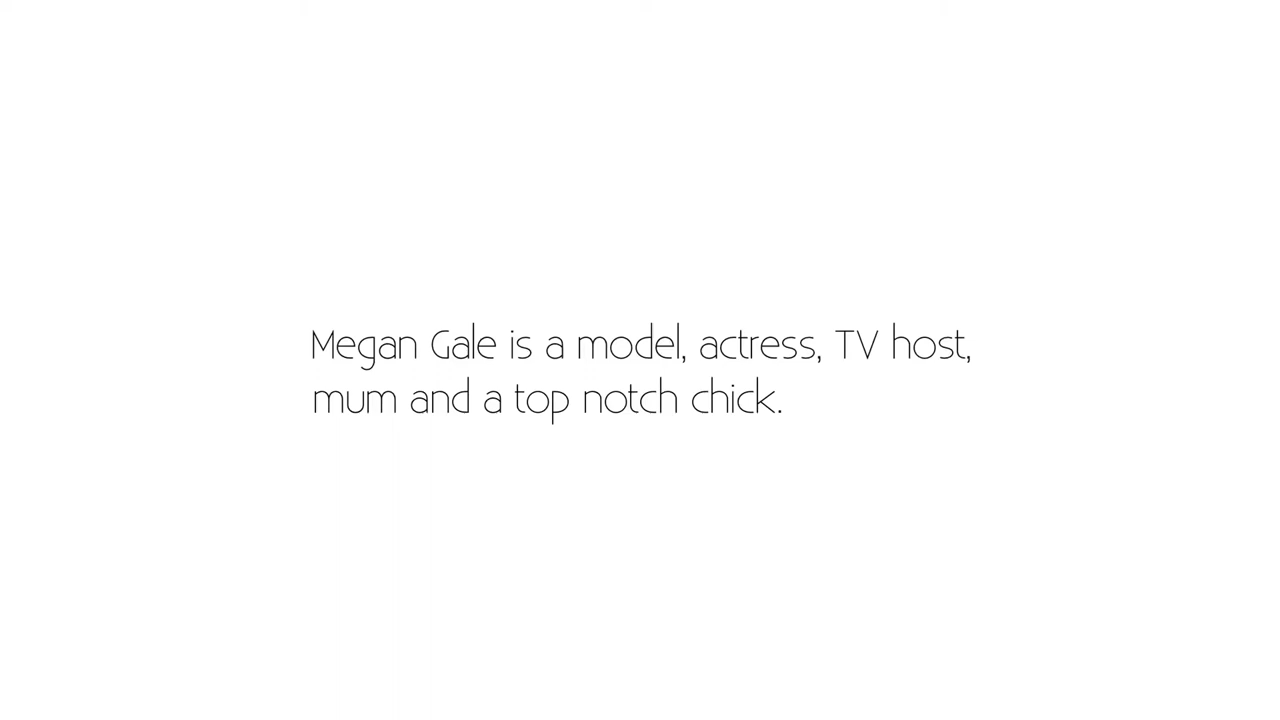 Megan Gale is a model, actress, TV host,
mum and a top notch chick.